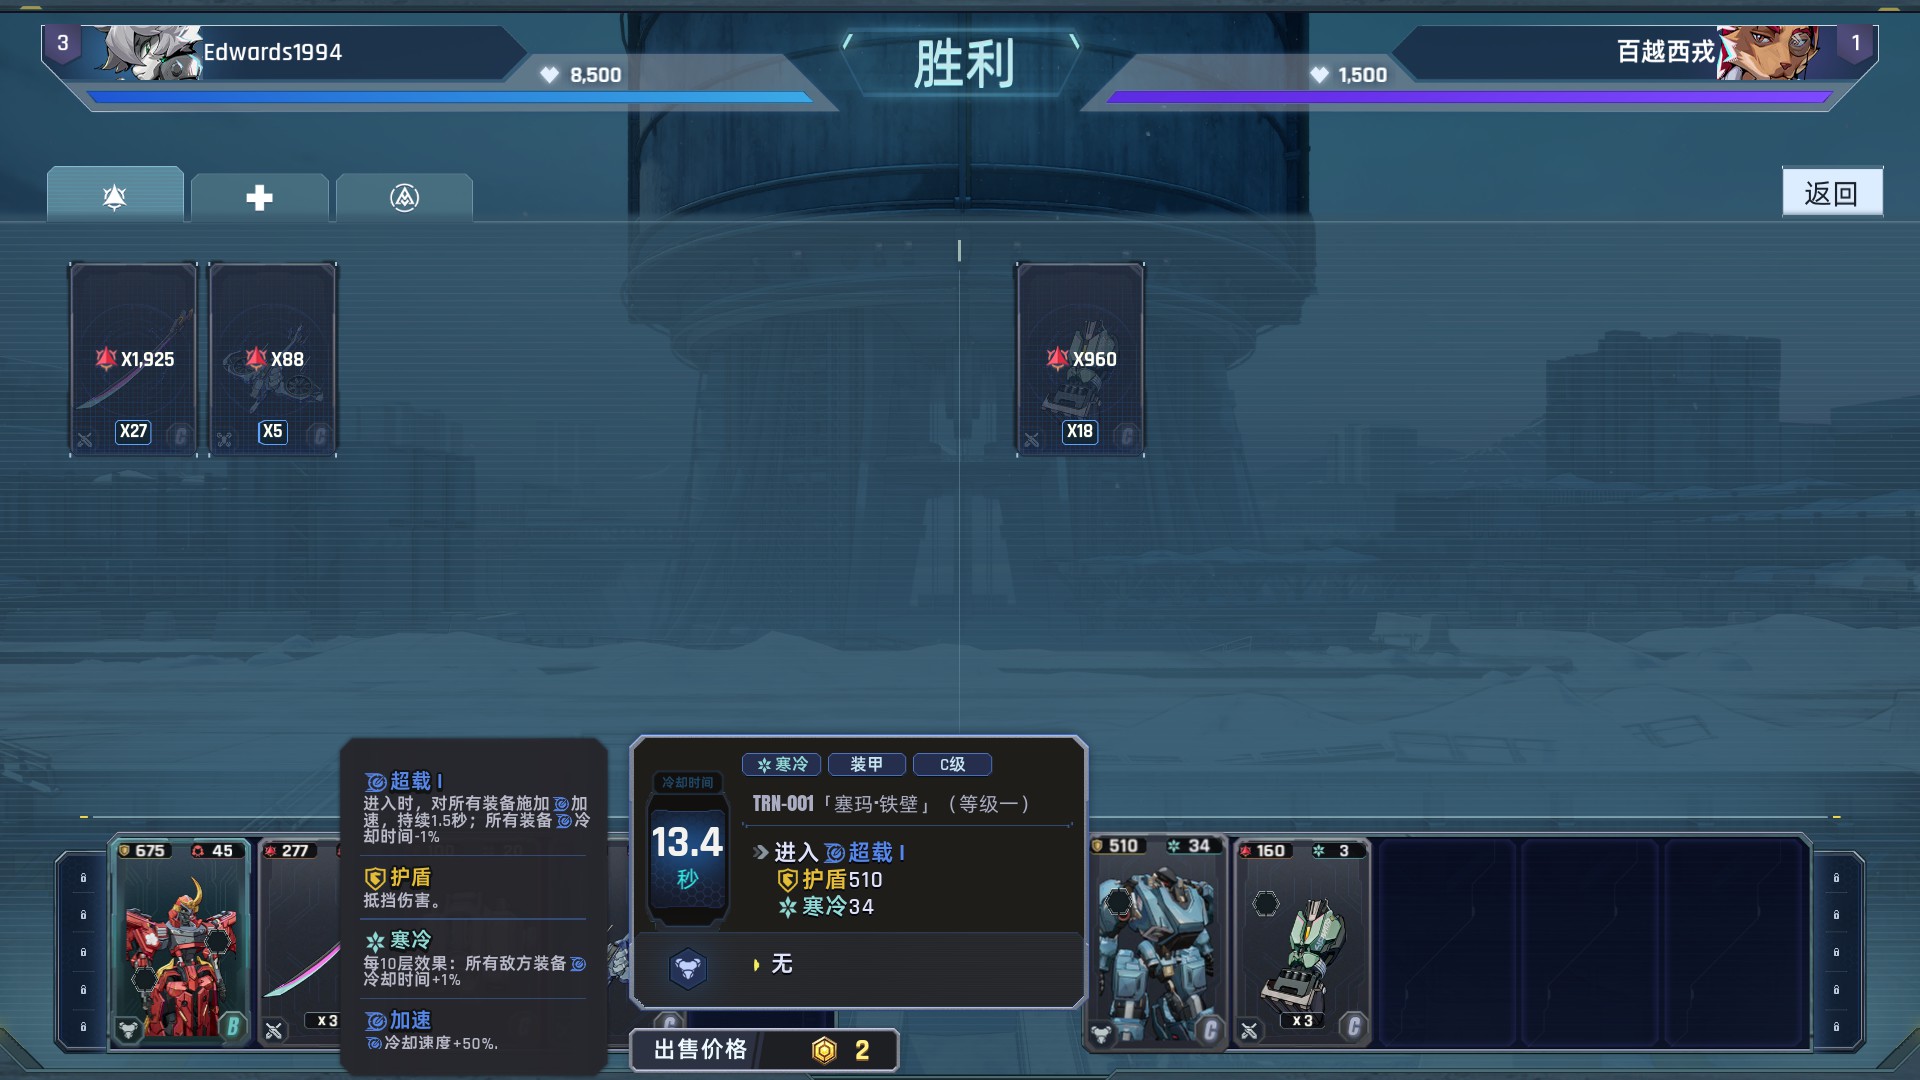 3
Edwards1994
8,500
胜利
1,500
百越西戎
1
返回
X1,925
X27
C
X88
X5
C
X960
X18
C
超载 I
进入时，对所有装备施加加
速，持续1.5秒；所有装备冷
却时间-1%
护盾
抵挡伤害。
寒冷
每10层效果：所有敌方装备
冷却时间+1%
加速
冷却速度+50%.
冷却时间
13.4
秒
寒冷
装甲
C级
TRN-001「塞玛·铁壁」（等级一）
进入超载 I
护盾510
寒冷34
无
出售价格
2
675
45
B
277
X3
C
510
34
C
160
3
X3
C